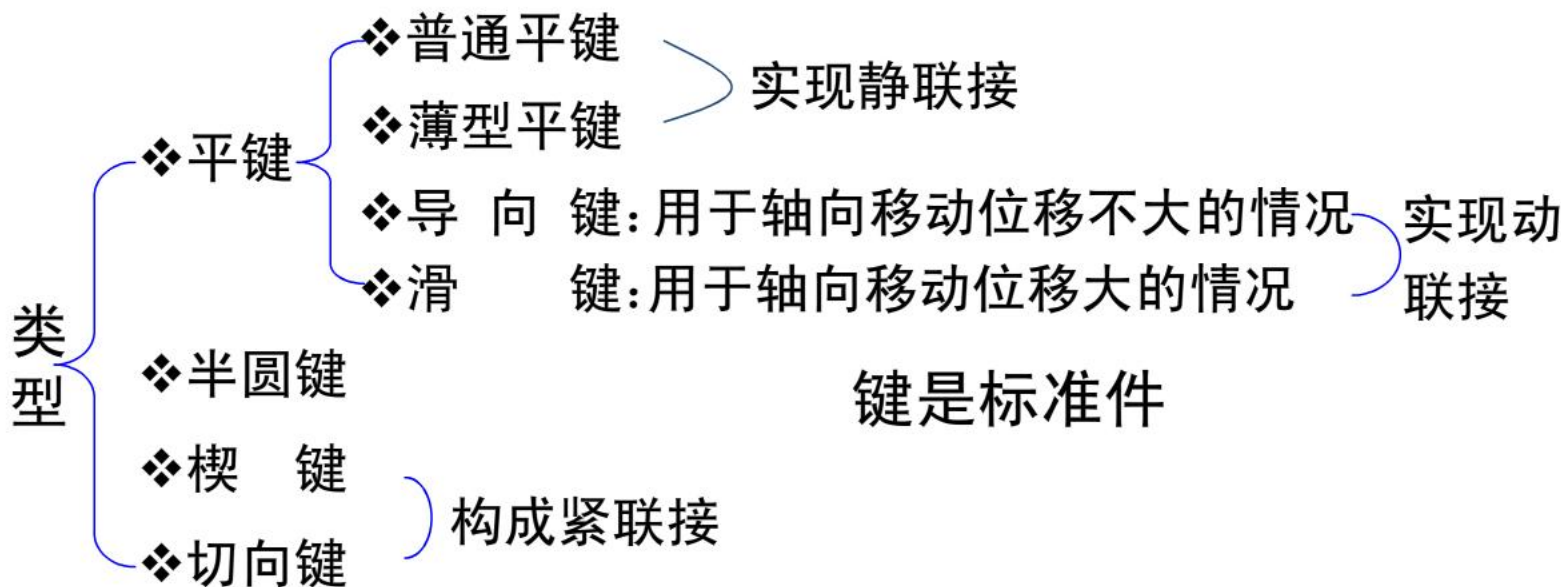 ❖普通平键
❖薄型平键
实现静联接
❖平键
❖导 向 键：用于轴向移动位移不大的情况
❖滑 键：用于轴向移动位移大的情况
实现动
联接
类
型
❖半圆键
键是标准件
❖楔 键
❖切向键
构成紧联接